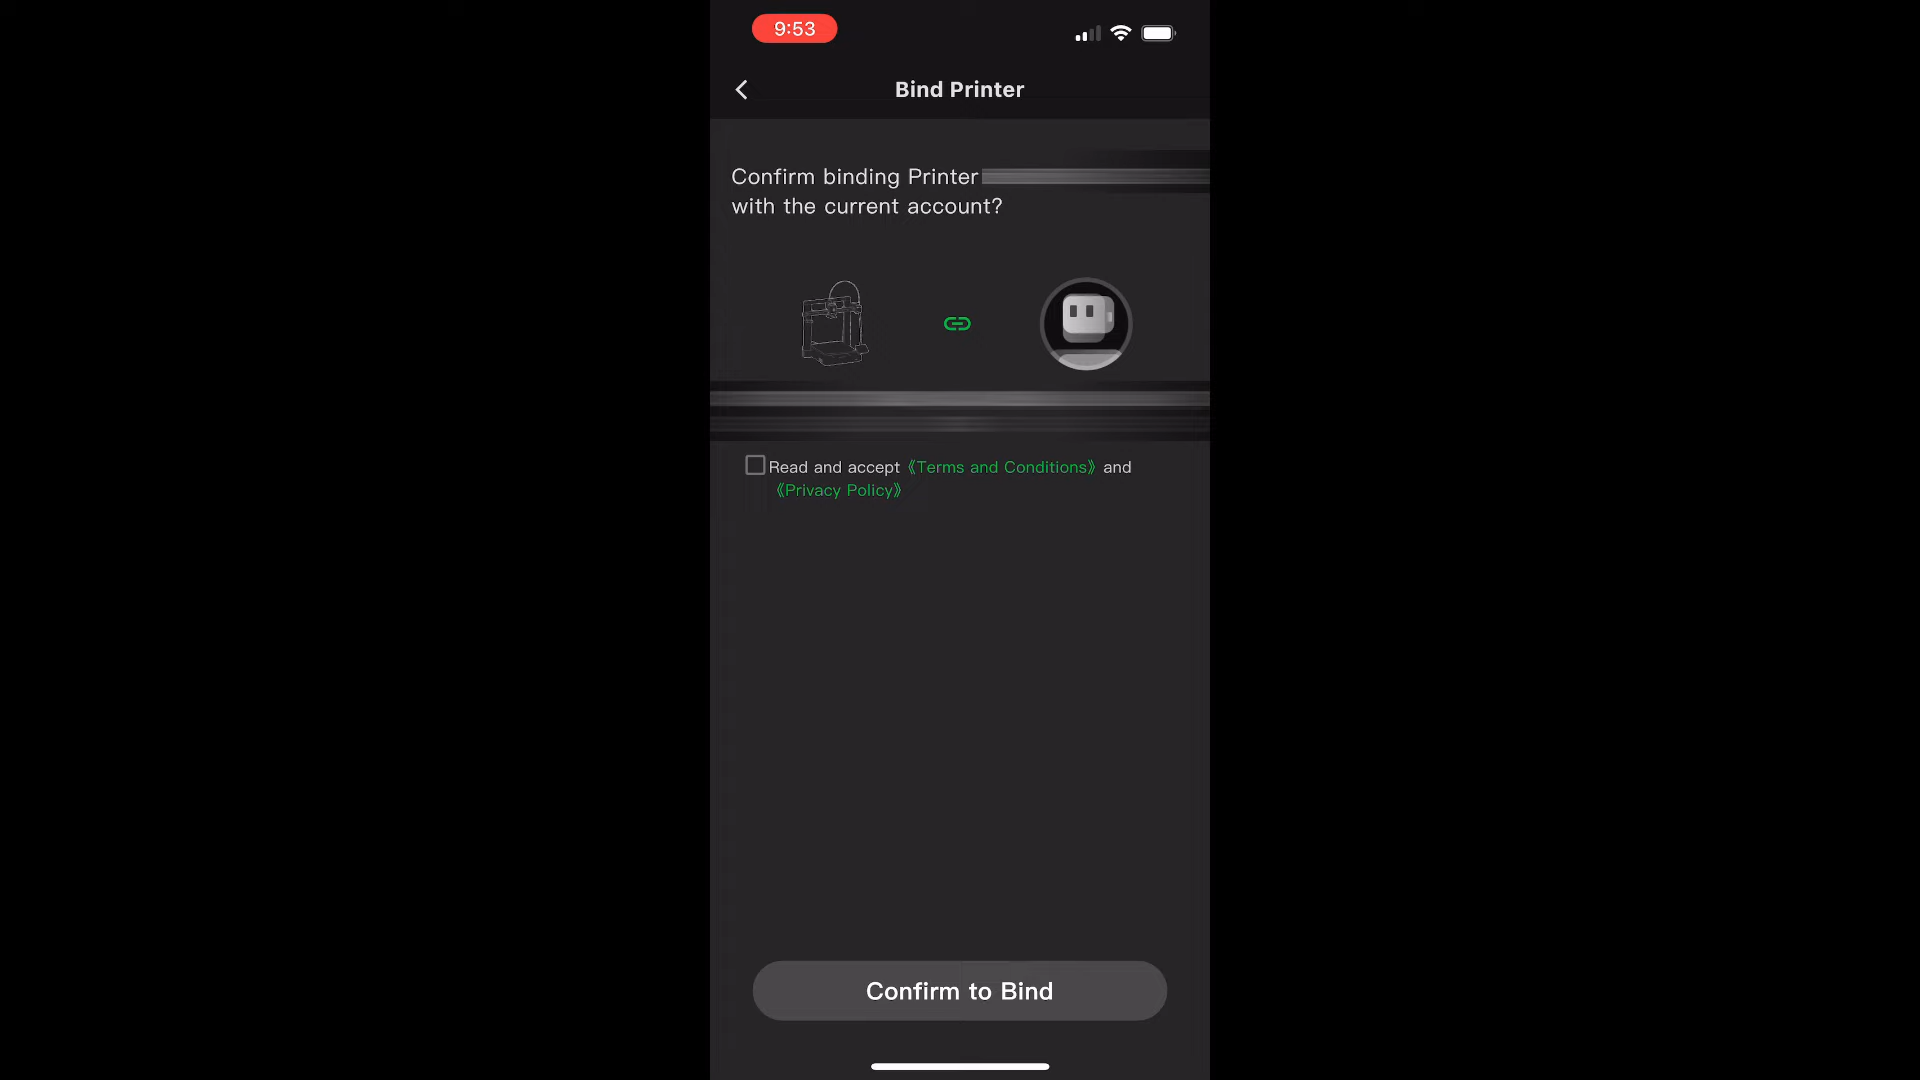 9:53
Bind Printer
Confirm binding Printer
with the current account?
Read and accept 《Terms and Conditions》 and
《Privacy Policy》
Confirm to Bind